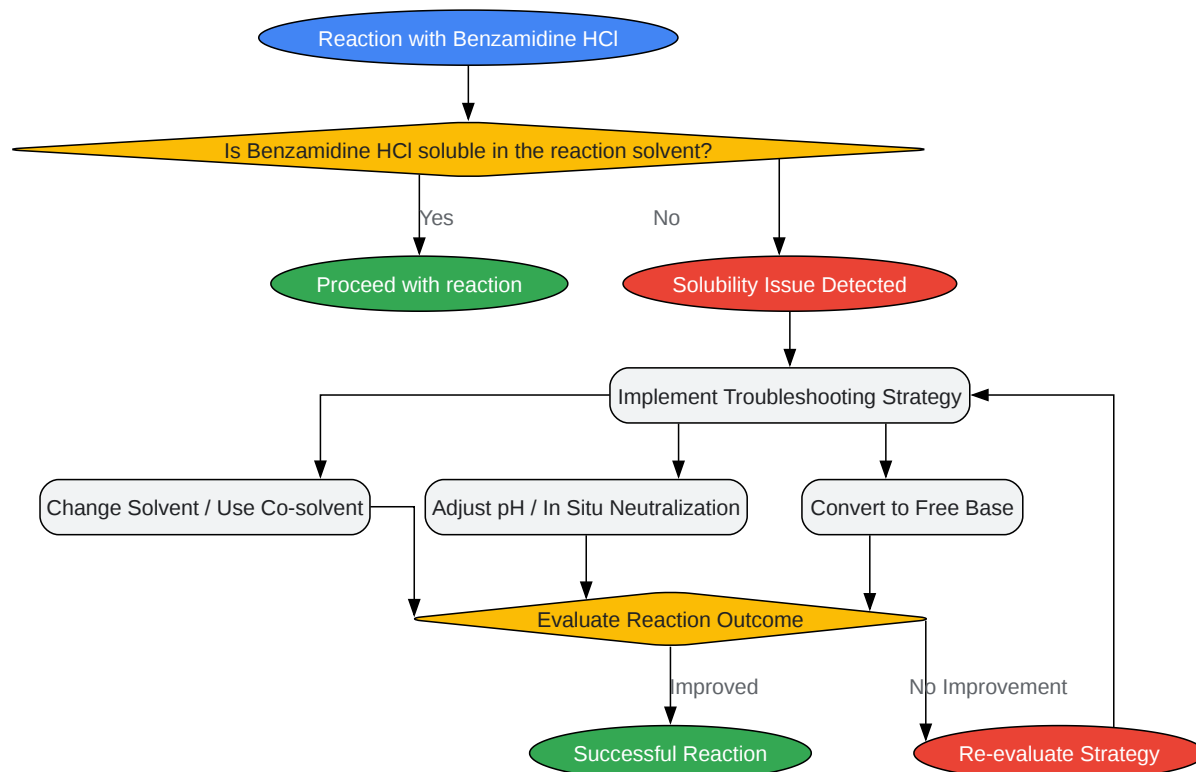 Reaction with Benzamidine HCl
Is Benzamidine HCl soluble in the reaction solvent?
Yes
No
Proceed with reaction
Solubility Issue Detected
Implement Troubleshooting Strategy
Change Solvent / Use Co-solvent
Adjust pH / In Situ Neutralization
Convert to Free Base
Evaluate Reaction Outcome
Improved
No Improvement
Successful Reaction
Re-evaluate Strategy